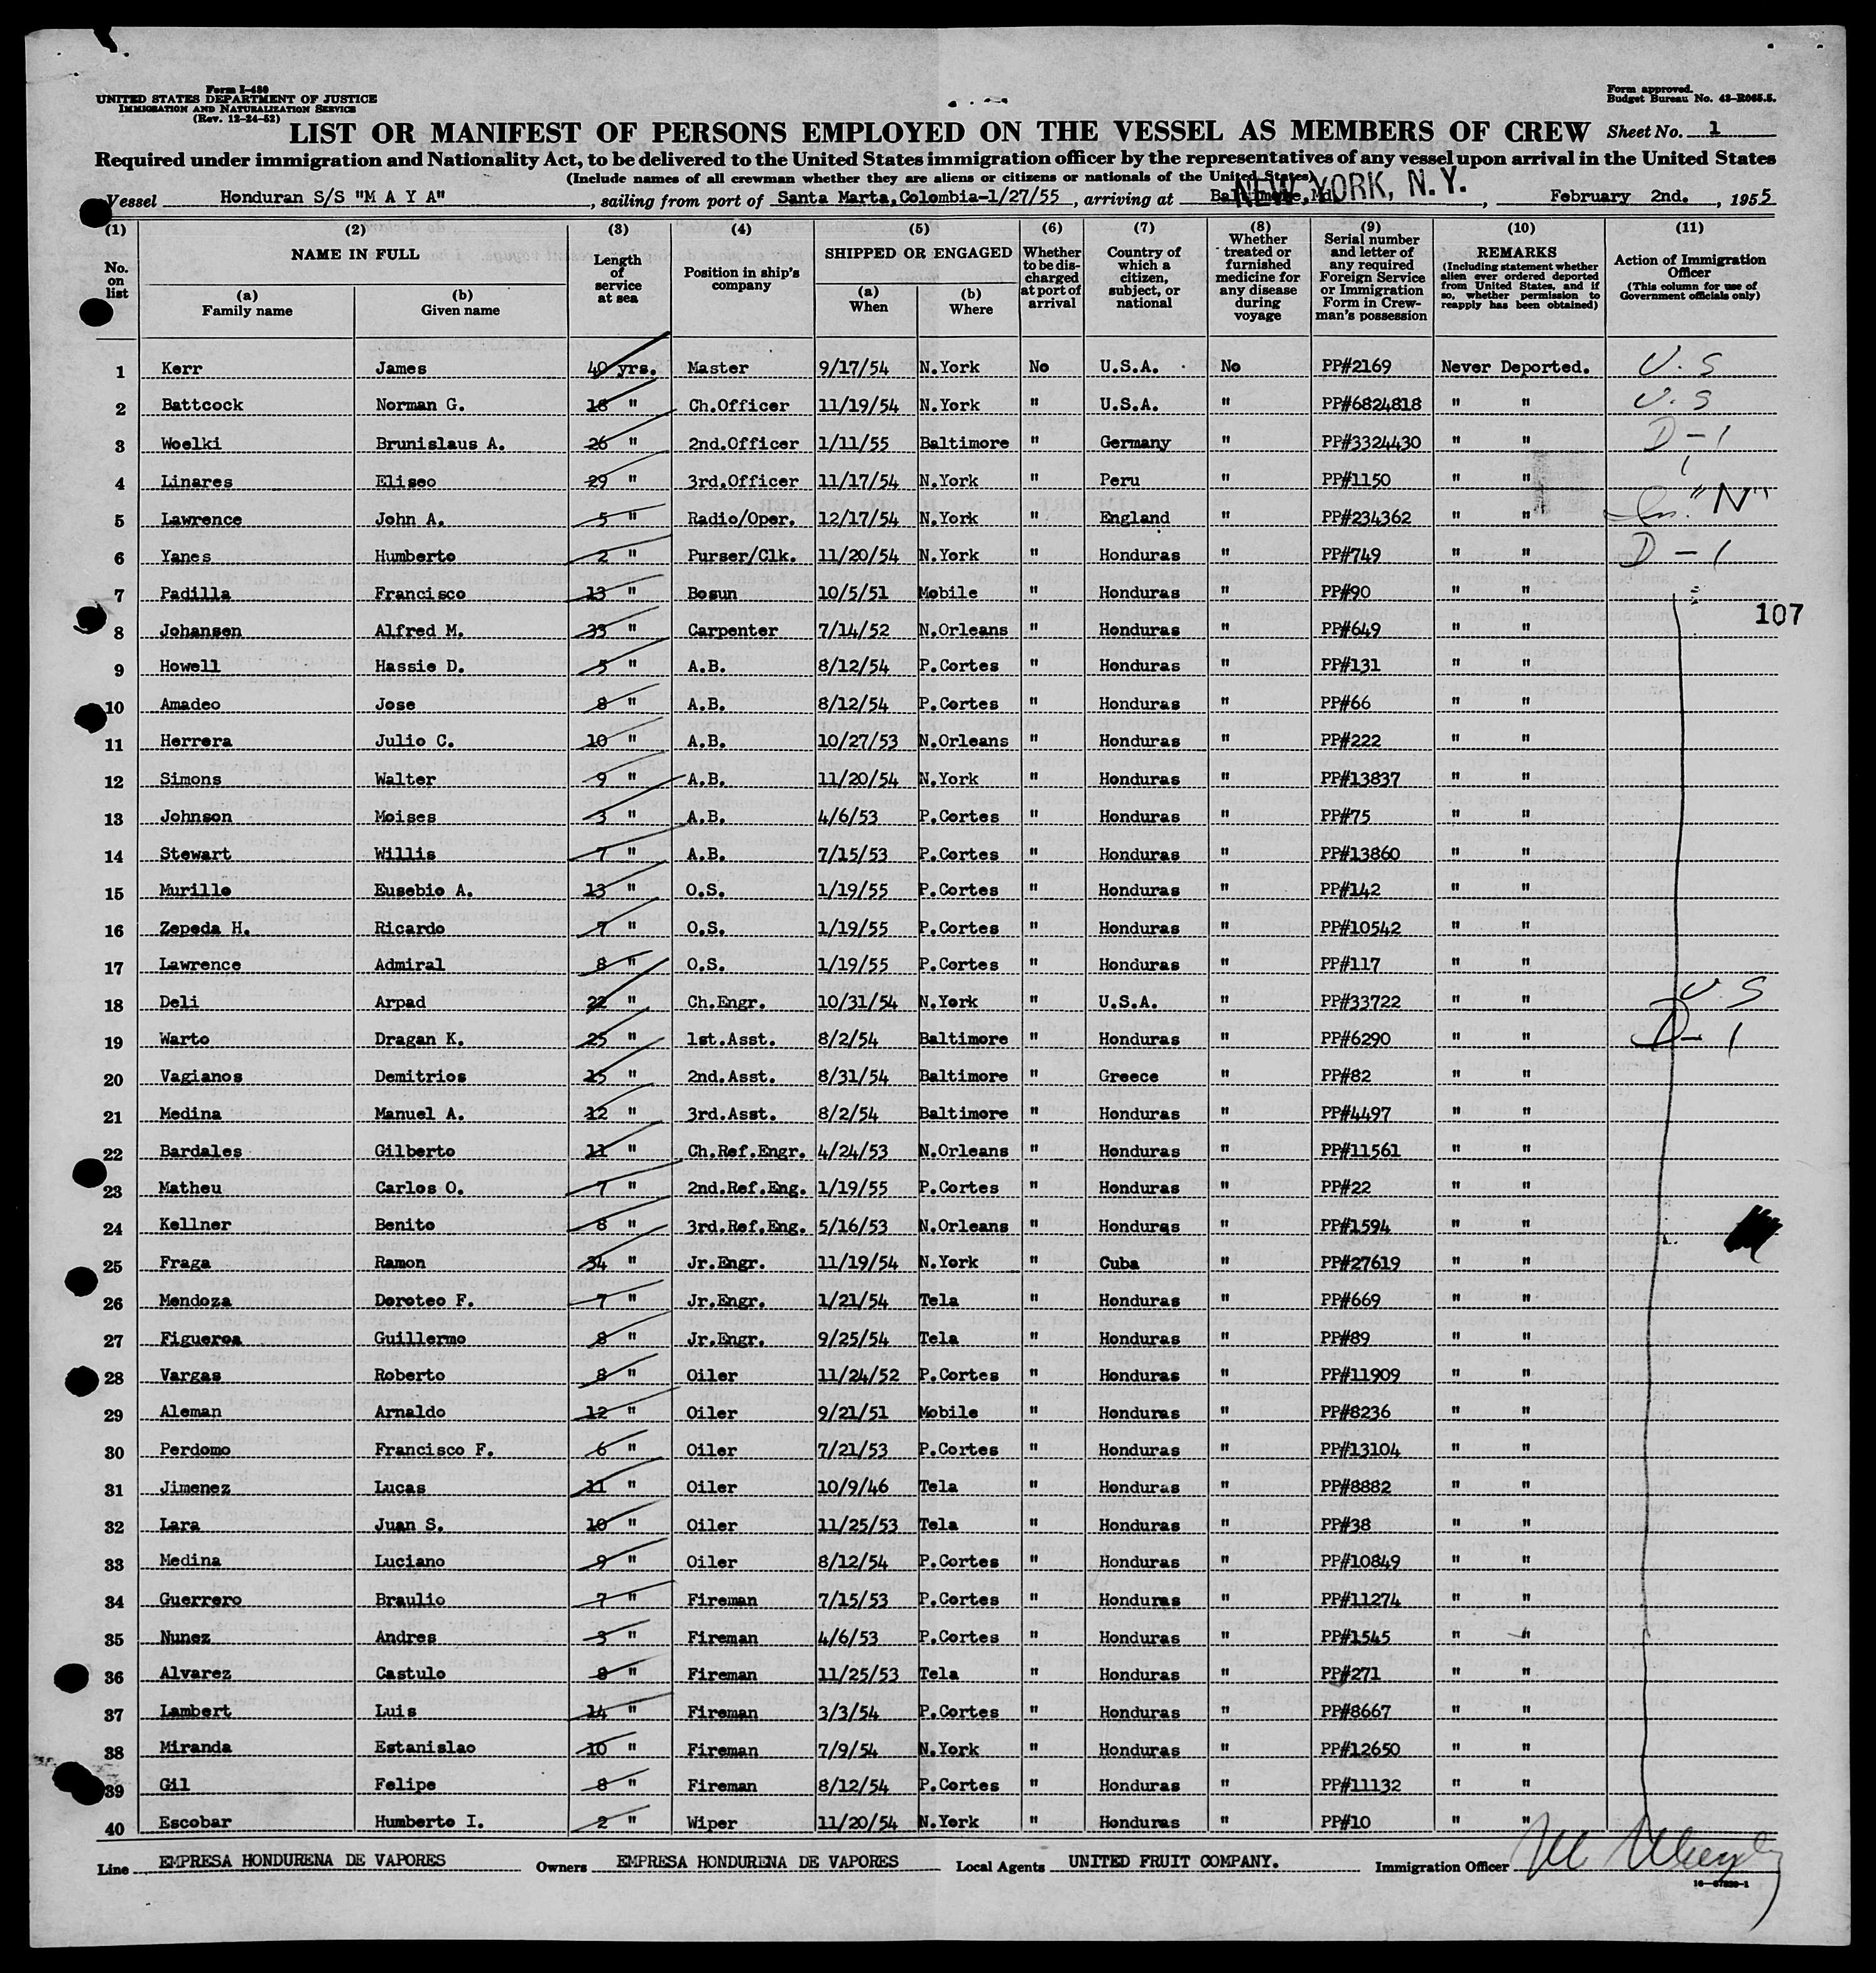 Form I-480
UNITED STATES DEPARTMENT OF JUSTICE
IMMIGRATION AND NATURALIZATION SERVICE
(Rev. 12-24-52)
Form approved.
Budget Bureau No. 43-R065.5.
LIST OR MANIFEST OF PERSONS EMPLOYED ON THE VESSEL AS MEMBERS OF CREW Sheet No. 1
Required under immigration and Nationality Act, to be delivered to the United States immigration officer by the representatives of any vessel upon arrival in the United States
(Include names of all crewman whether they are aliens or citizens or nationals of the United States)
Vessel Honduran S/S "M A Y A", sailing from port of Santa Marta, Colombia-1/27/55, arriving at Baltimore, Md. NEW YORK, N.Y., February 2nd., 1955
(1) (2) (3) (4) (5) (6) (7) (8) (9) (10) (11)
No. on list NAME IN FULL (a) Family name (b) Given name Length of service at sea Position in ship's company SHIPPED OR ENGAGED (a) When (b) Where Whether to be discharged at port of arrival Country of which a citizen, subject, or national Whether treated or furnished medicine for any disease during voyage Serial number and letter of any required Foreign Service or Immigration Form in Crewman's possession REMARKS (Including statement whether alien ever ordered deported from United States, and if so, whether permission to reapply has been obtained) Action of Immigration Officer (This column for use of Government officials only)
1 Kerr James 40 yrs. Master 9/17/54 N.York No U.S.A. No PP#2169 Never Deported. U.S
2 Battcock Norman G. 18 " Ch.Officer 11/19/54 N.York " U.S.A. " PP#6824818 " " U.S
3 Woelki Brunislaus A. 26 " 2nd.Officer 1/11/55 Baltimore " Germany " PP#3324430 " " D-1
4 Linares Eliseo 29 " 3rd.Officer 11/17/54 N.York " Peru " PP#1150 " "
5 Lawrence John A. 5 " Radio/Oper. 12/17/54 N.York " England " PP#234362 " " "N"
6 Yanes Humberto 2 " Purser/Clk. 11/20/54 N.York " Honduras " PP#749 " " D-1
7 Padilla Francisco 13 " Bosun 10/5/51 Mobile " Honduras " PP#90 " "
107
8 Johansen Alfred M. 33 " Carpenter 7/14/52 N.Orleans " Honduras " PP#649 " "
9 Howell Hassie D. 5 " A.B. 8/12/54 P.Cortes " Honduras " PP#131 " "
10 Amadeo Jose 8 " A.B. 8/12/54 P.Cortes " Honduras " PP#66 " "
11 Herrera Julio C. 10 " A.B. 10/27/53 N.Orleans " Honduras " PP#222 " "
12 Simons Walter 9 " A.B. 11/20/54 N.York " Honduras " PP#13837 " "
13 Johnson Moises 3 " A.B. 4/6/53 P.Cortes " Honduras " PP#75 " "
14 Stewart Willis 7 " A.B. 7/15/53 P.Cortes " Honduras " PP#13860 " "
15 Murillo Eusebio A. 13 " O.S. 1/19/55 P.Cortes " Honduras " PP#142 " "
16 Zepeda H. Ricardo 7 " O.S. 1/19/55 P.Cortes " Honduras " PP#10542 " "
17 Lawrence Admiral 8 " O.S. 1/19/55 P.Cortes " Honduras " PP#117 " "
18 Deli Arpad 22 " Ch.Engr. 10/31/54 N.York " U.S.A. " PP#33722 " " U.S
19 Warto Dragan K. 25 " 1st.Asst. 8/2/54 Baltimore " Honduras " PP#6290 " " D-1
20 Vagianos Demitrios 15 " 2nd.Asst. 8/31/54 Baltimore " Greece " PP#82 " "
21 Medina Manuel A. 12 " 3rd.Asst. 8/2/54 Baltimore " Honduras " PP#4497 " "
22 Bardales Gilberto 11 " Ch.Ref.Engr. 4/24/53 N.Orleans " Honduras " PP#11561 " "
23 Matheu Carlos O. 7 " 2nd.Ref.Eng. 1/19/55 P.Cortes " Honduras " PP#22 " "
24 Kellner Benito 8 " 3rd.Ref.Eng. 5/16/53 N.Orleans " Honduras " PP#1594 " "
25 Fraga Ramon 34 " Jr.Engr. 11/19/54 N.York " Cuba " PP#27619 " "
26 Mendoza Doroteo F. 7 " Jr.Engr. 1/21/54 Tela " Honduras " PP#669 " "
27 Figueroa Guillermo 8 " Jr.Engr. 9/25/54 Tela " Honduras " PP#89 " "
28 Vargas Roberto 8 " Oiler 11/24/52 P.Cortes " Honduras " PP#11909 " "
29 Aleman Arnaldo 12 " Oiler 9/21/51 Mobile " Honduras " PP#8236 " "
30 Perdomo Francisco F. 6 " Oiler 7/21/53 P.Cortes " Honduras " PP#13104 " "
31 Jimenez Lucas 11 " Oiler 10/9/46 Tela " Honduras " PP#8882 " "
32 Lara Juan S. 10 " Oiler 11/25/53 Tela " Honduras " PP#38 " "
33 Medina Luciano 9 " Oiler 8/12/54 P.Cortes " Honduras " PP#10849 " "
34 Guerrero Braulio 7 " Fireman 7/15/53 P.Cortes " Honduras " PP#11274 " "
35 Nunez Andres 3 " Fireman 4/6/53 P.Cortes " Honduras " PP#1545 " "
36 Alvarez Castulo 8 " Fireman 11/25/53 Tela " Honduras " PP#271 " "
37 Lambert Luis 14 " Fireman 3/3/54 P.Cortes " Honduras " PP#8667 " "
38 Miranda Estanislao 10 " Fireman 7/9/54 N.York " Honduras " PP#12650 " "
39 Gil Felipe 8 " Fireman 8/12/54 P.Cortes " Honduras " PP#11132 " "
40 Escobar Humberto I. 2 " Wiper 11/20/54 N.York " Honduras " PP#10 " "
Line EMPRESA HONDURENA DE VAPORES Owners EMPRESA HONDURENA DE VAPORES Local Agents UNITED FRUIT COMPANY. Immigration Officer